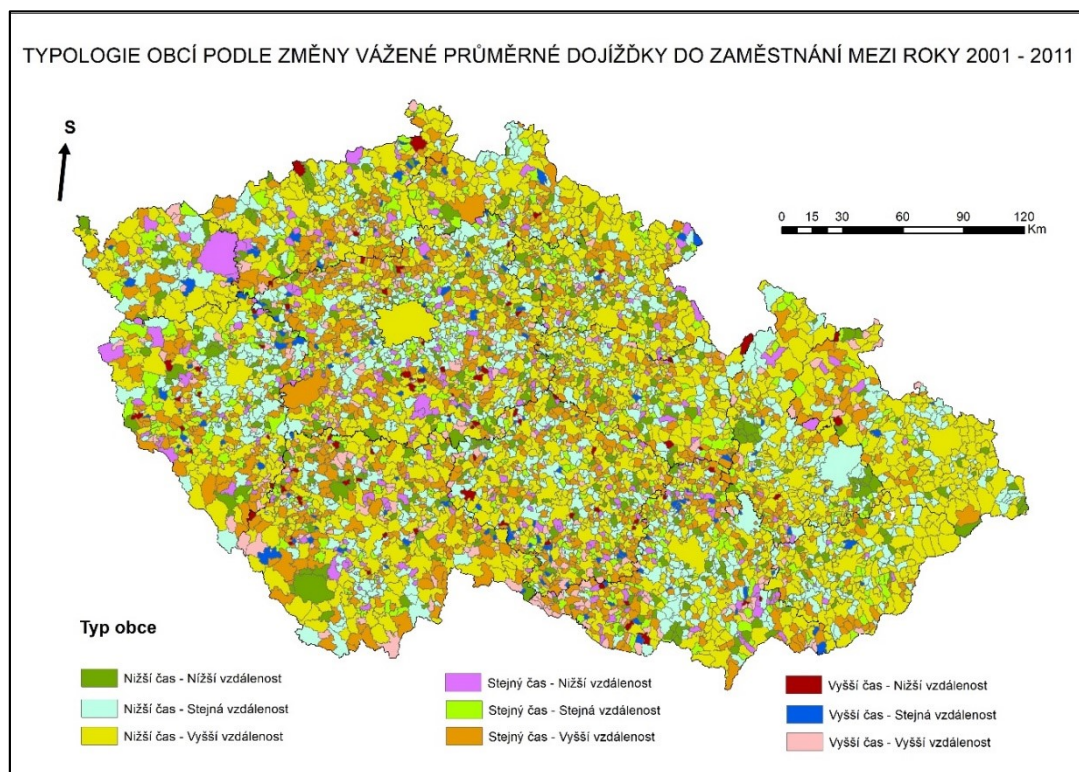 TYPOLOGIE OBCÍ PODLE ZMĚNY VÁŽENÉ PRŮMĚRNÉ DOJÍŽĎKY DO ZAMĚSTNÁNÍ MEZI ROKY 2001 - 2011
S
0 15 30 60 90 120
Km
Typ obce
Nižší čas - Nížší vzdálenost
Nižší čas - Stejná vzdálenost
Nižší čas - Vyšší vzdálenost
Stejný čas - Nižší vzdálenost
Stejný čas - Stejná vzdálenost
Stejný čas - Vyšší vzdálenost
Vyšší čas - Nižší vzdálenost
Vyšší čas - Stejná vzdálenost
Vyšší čas - Vyšší vzdálenost